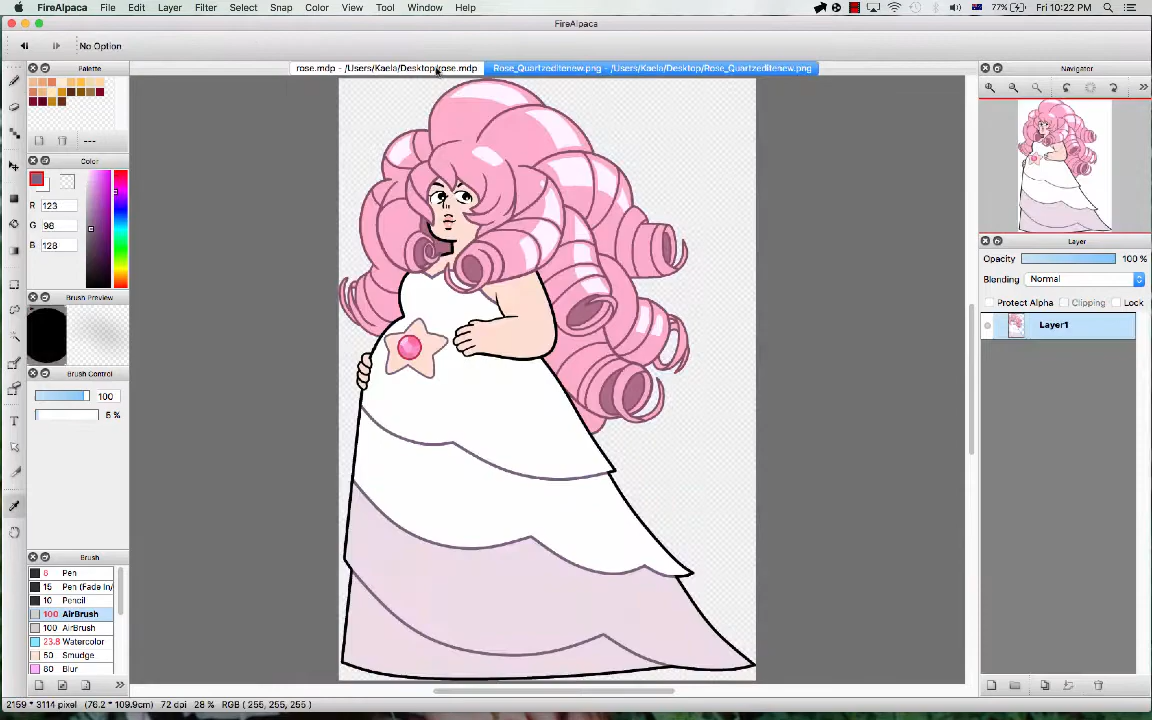 FireAlpaca File Edit Layer Filter Select Snap Color View Tool Window Help 77% Fri 10:22 PM
FireAlpaca
No Option
Palette
rose.mdp - /Users/Kaela/Desktop/rose.mdp
Rose_Quartzeditenew.png - /Users/Kaela/Desktop/Rose_Quartzeditenew.png
Navigator
---
Color
R 123
G 98
B 128
Layer
Opacity 100 %
Blending Normal
Protect Alpha Clipping Lock
Layer1
Brush Preview
Brush Control
100
5 %
Brush
6 Pen
15 Pen (Fade In/
10 Pencil
100 AirBrush
100 AirBrush
23.8 Watercolor
50 Smudge
80 Blur
2159 * 3114 pixel (76.2 * 109.9cm) 72 dpi 28 % RGB ( 255, 255, 255 )